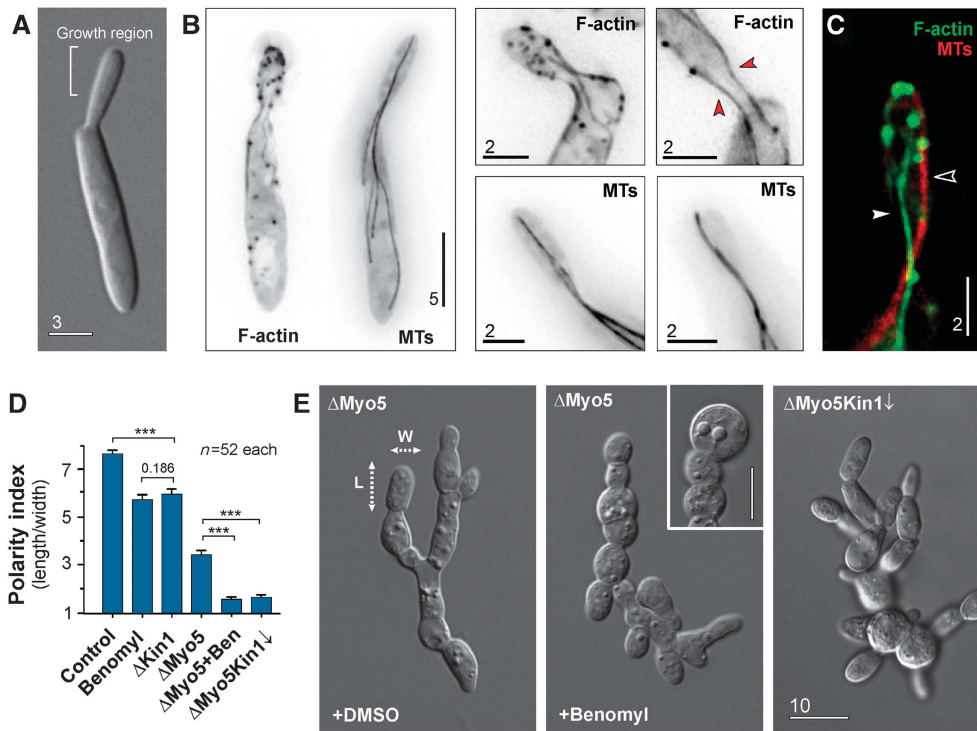 A
Growth region
3
B
F-actin
MTs
5
F-actin
2
F-actin
2
MTs
2
MTs
2
C
F-actin
MTs
2
D
Polarity index
(length/width)
7
5
3
1
***
0.186
n=52 each
***
***
Control
Benomyl
ΔKin1
ΔMyo5
ΔMyo5+Ben
ΔMyo5Kin1↓
E
ΔMyo5
W
L
+DMSO
ΔMyo5
+Benomyl
ΔMyo5Kin1↓
10